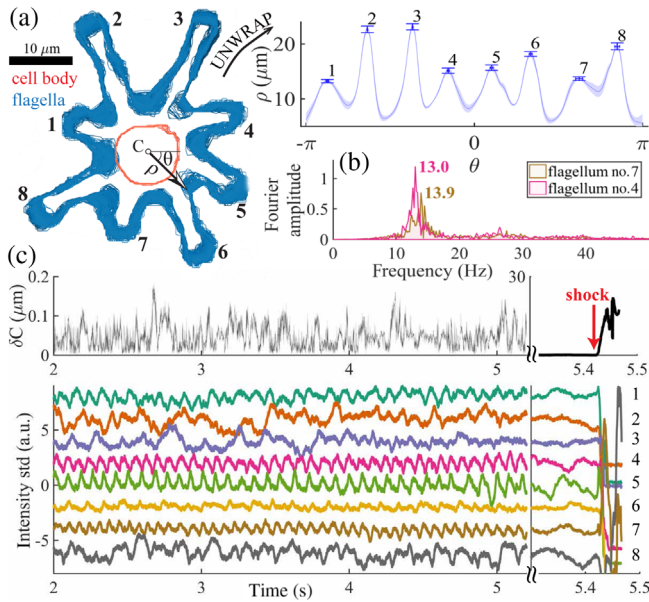 (a)
10 μm
cell body
flagella
2
3
1
4
8
5
7
6
C
θ
ρ
UNWRAP
ρ (μm)
20
10
1
2
3
4
5
6
7
8
-π
0
π
θ
(b)
Fourier
amplitude
1
0.5
0
13.0
13.9
flagellum no.7
flagellum no.4
0
10
20
30
40
Frequency (Hz)
(c)
δC (μm)
0.2
0.1
0
30
shock
2
3
4
5
5.4
5.5
Intensity std (a.u.)
5
0
-5
1
2
3
4
5
6
7
8
2
3
4
5
5.4
5.5
Time (s)